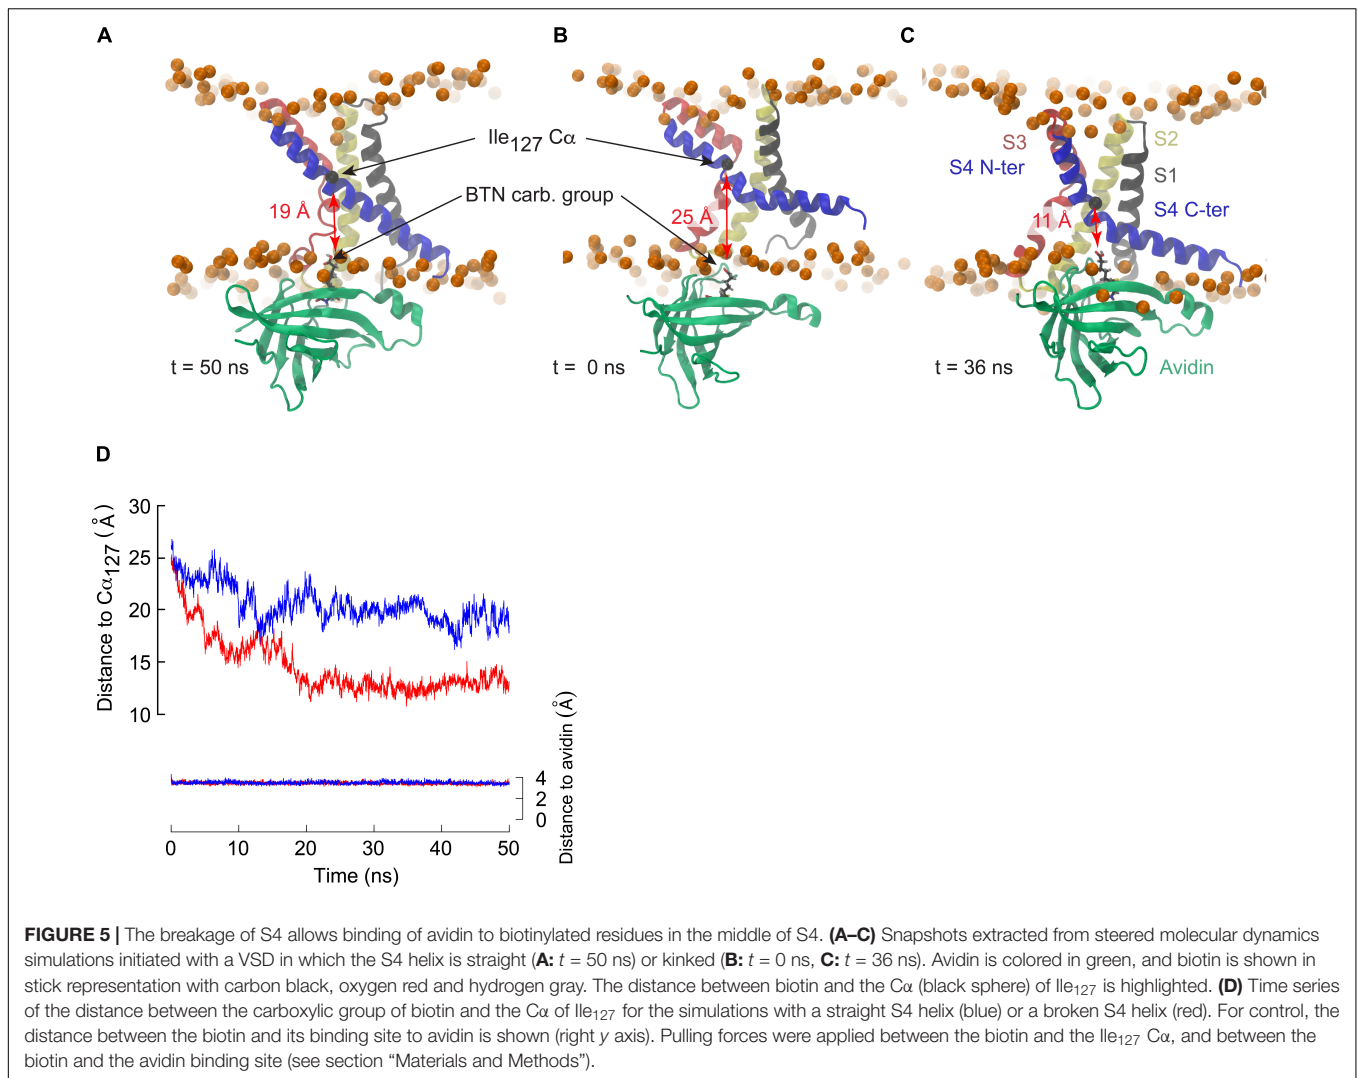 A
B
C
Ile127 Cα
BTN carb. group
19 Å
25 Å
11 Å
S3
S4 N-ter
S2
S1
S4 C-ter
Avidin
t = 50 ns
t = 0 ns
t = 36 ns
D
Distance to Cα127 (Å)
30
25
20
15
10
Distance to avidin (Å)
4
2
0
0 10 20 30 40 50
Time (ns)
FIGURE 5 | The breakage of S4 allows binding of avidin to biotinylated residues in the middle of S4. (A–C) Snapshots extracted from steered molecular dynamics
simulations initiated with a VSD in which the S4 helix is straight (A: t = 50 ns) or kinked (B: t = 0 ns, C: t = 36 ns). Avidin is colored in green, and biotin is shown in
stick representation with carbon black, oxygen red and hydrogen gray. The distance between biotin and the Cα (black sphere) of Ile127 is highlighted. (D) Time series
of the distance between the carboxylic group of biotin and the Cα of Ile127 for the simulations with a straight S4 helix (blue) or a broken S4 helix (red). For control, the
distance between the biotin and its binding site to avidin is shown (right y axis). Pulling forces were applied between the biotin and the Ile127 Cα, and between the
biotin and the avidin binding site (see section “Materials and Methods”).